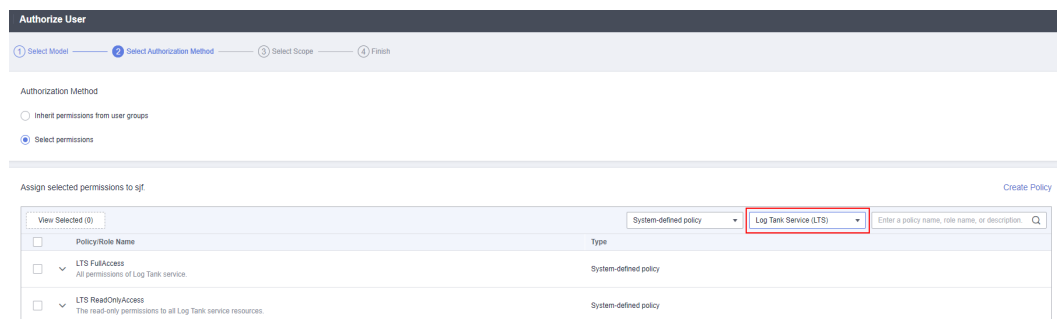 Authorize User
1 Select Model 2 Select Authorization Method 3 Select Scope 4 Finish
Authorization Method
Inherit permissions from user groups
Select permissions
Assign selected permissions to sjf. Create Policy
View Selected (0) System-defined policy Log Tank Service (LTS) Enter a policy name, role name, or description.
Policy/Role Name Type
LTS FullAccess
All permissions of Log Tank service. System-defined policy
LTS ReadOnlyAccess
The read-only permissions to all Log Tank service resources. System-defined policy